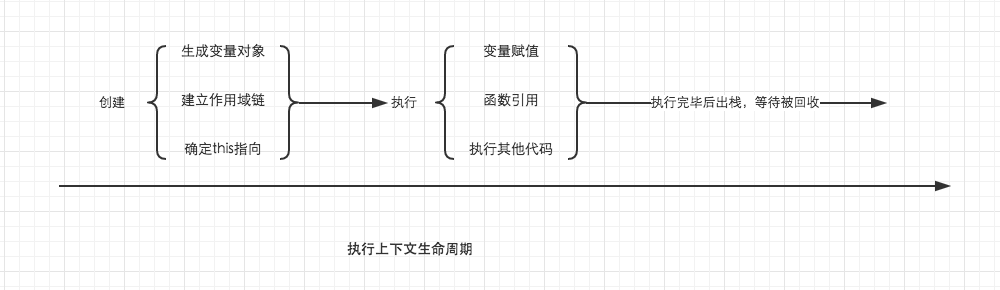 创建
生成变量对象
建立作用域链
确定this指向
执行
变量赋值
函数引用
执行其他代码
执行完毕后出栈，等待被回收
执行上下文生命周期